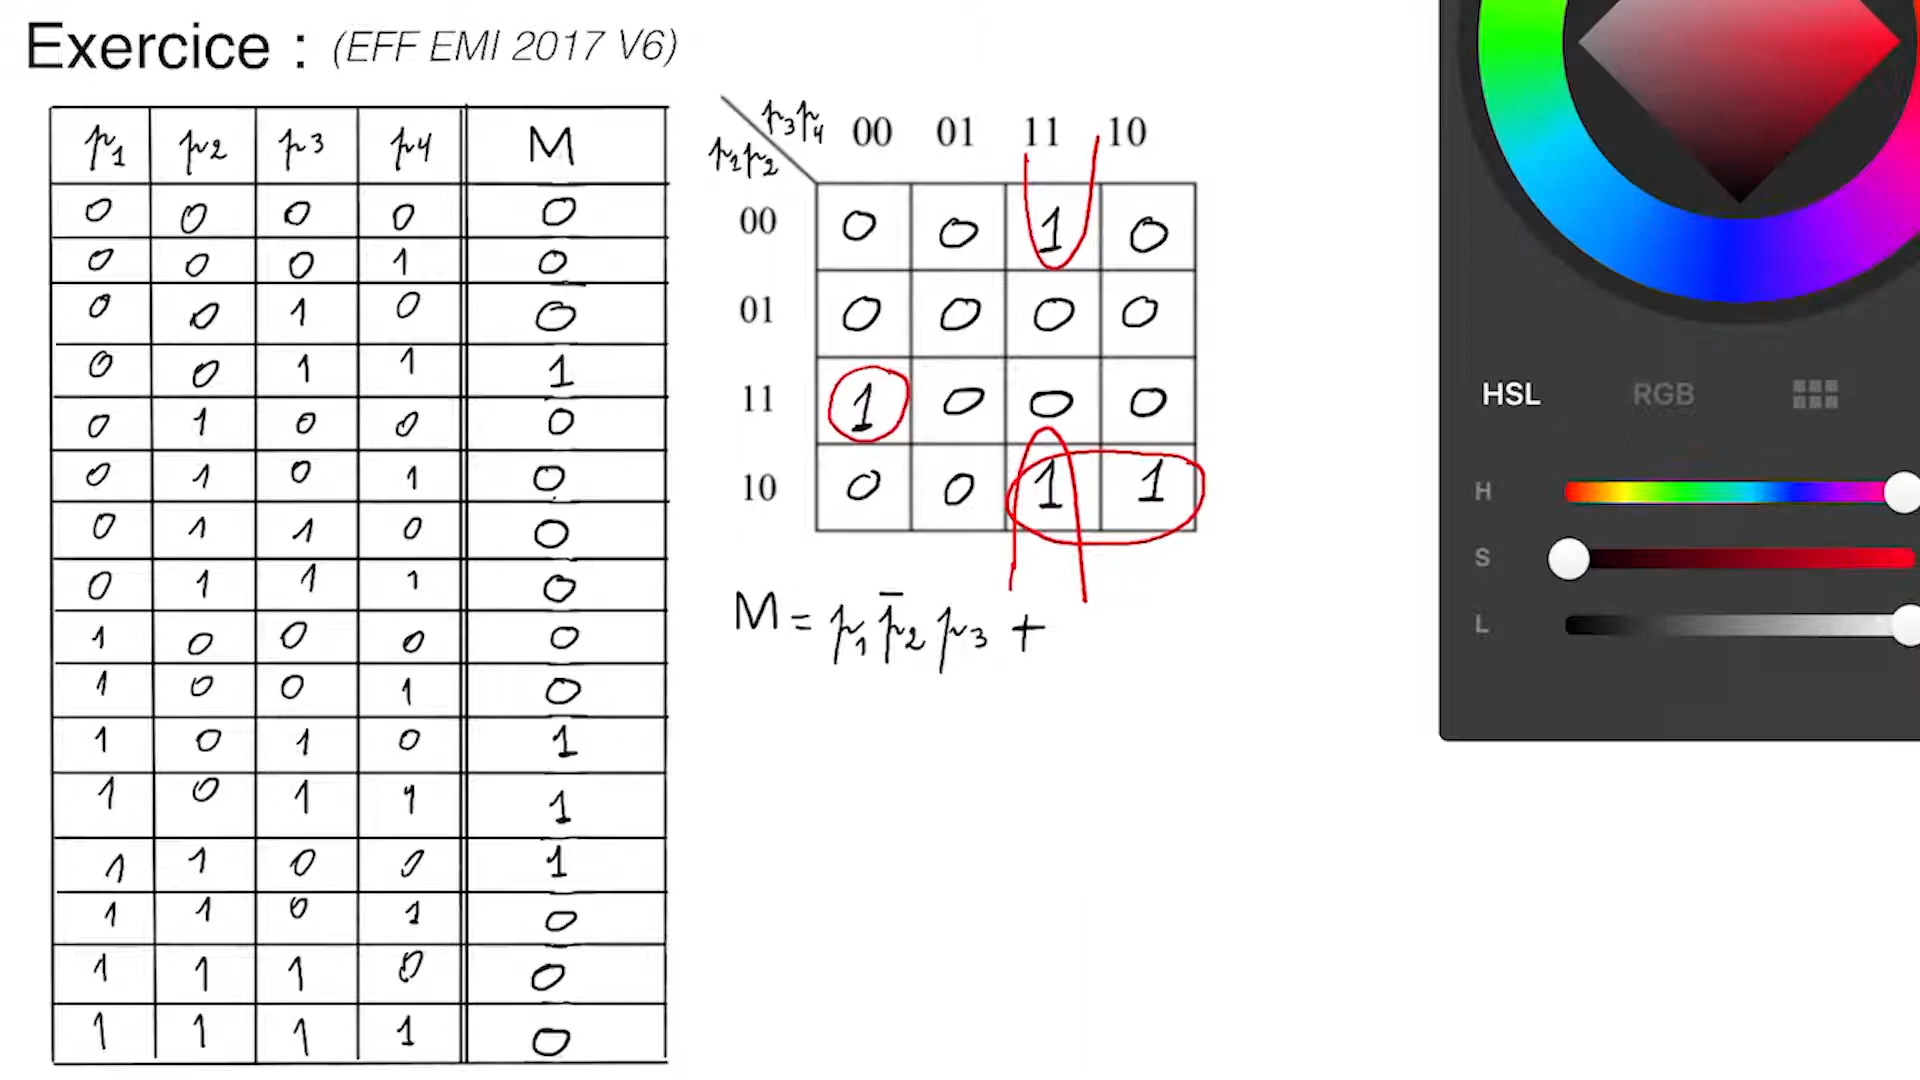 Exercice : (EFF EMI 2017 V6)
p1 p2 p3 p4 M
0 0 0 0 0
0 0 0 1 0
0 0 1 0 0
0 0 1 1 1
0 1 0 0 0
0 1 0 1 0
0 1 1 0 0
0 1 1 1 0
1 0 0 0 0
1 0 0 1 0
1 0 1 0 1
1 0 1 1 1
1 1 0 0 1
1 1 0 1 0
1 1 1 0 0
1 1 1 1 0
p3p4 00 01 11 10
p1p2
00 0 0 1 0
01 0 0 0 0
11 1 0 0 0
10 0 0 1 1
M = p1 p̄2 p3 +
HSL RGB
H
S
L